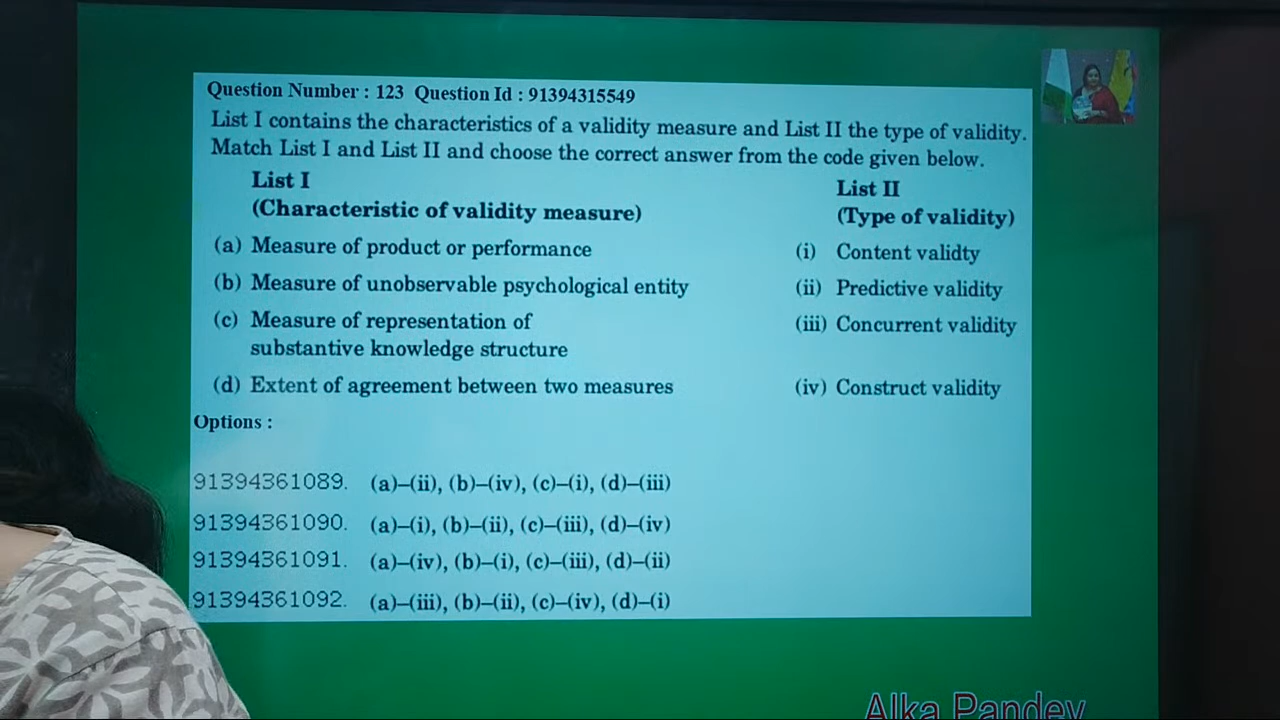 Question Number : 123 Question Id : 91394315549
List I contains the characteristics of a validity measure and List II the type of validity.
Match List I and List II and choose the correct answer from the code given below.
List I
(Characteristic of validity measure)
List II
(Type of validity)
(a) Measure of product or performance
(i) Content validty
(b) Measure of unobservable psychological entity
(ii) Predictive validity
(c) Measure of representation of
substantive knowledge structure
(iii) Concurrent validity
(d) Extent of agreement between two measures
(iv) Construct validity
Options :
91394361089. (a)–(ii), (b)–(iv), (c)–(i), (d)–(iii)
91394361090. (a)–(i), (b)–(ii), (c)–(iii), (d)–(iv)
91394361091. (a)–(iv), (b)–(i), (c)–(iii), (d)–(ii)
91394361092. (a)–(iii), (b)–(ii), (c)–(iv), (d)–(i)
Alka Pandey